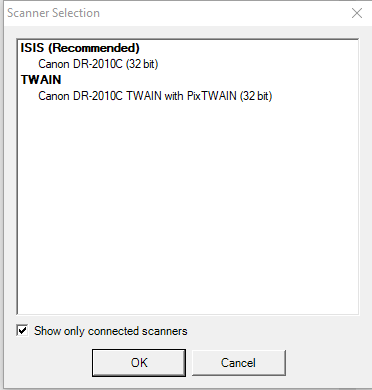 Scanner Selection
ISIS (Recommended)
Canon DR-2010C (32 bit)
TWAIN
Canon DR-2010C TWAIN with PixTWAIN (32 bit)
Show only connected scanners
OK
Cancel